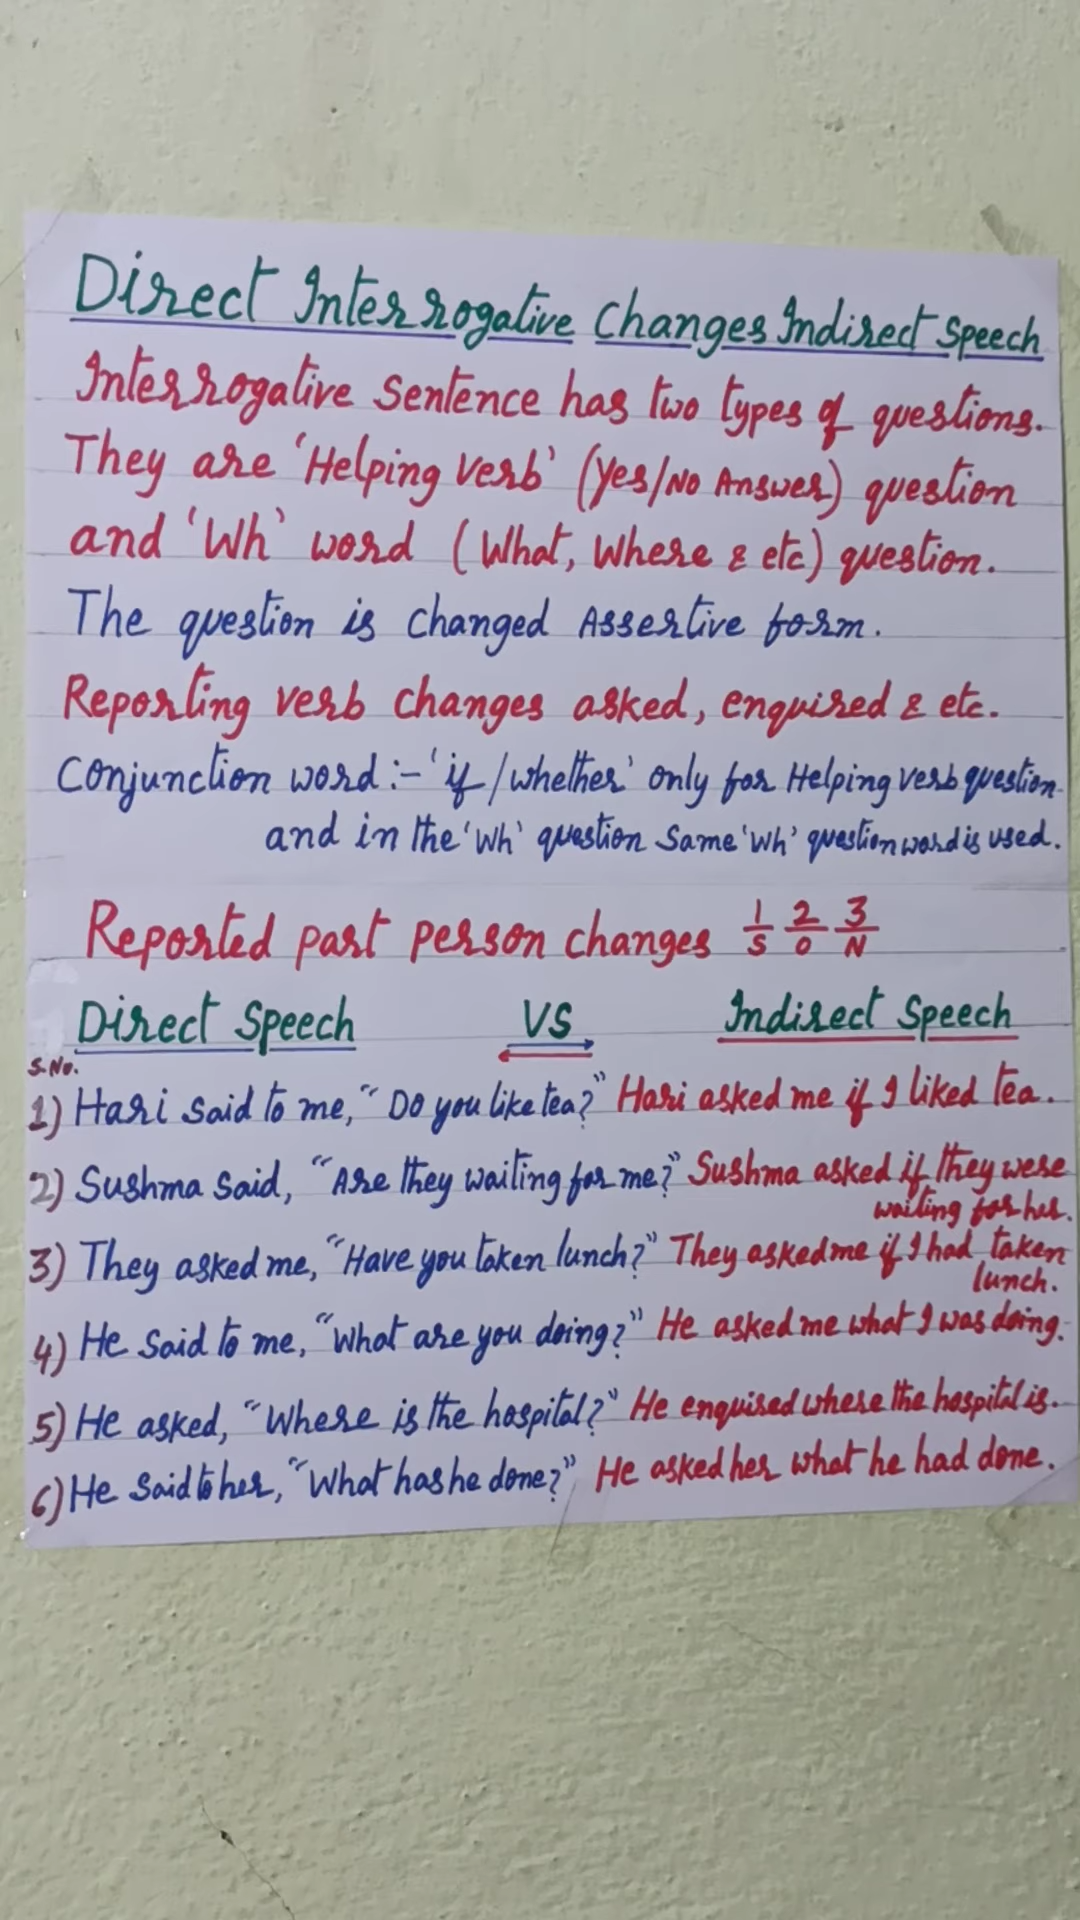 Direct Interrogative Changes Indirect Speech
Interrogative Sentence has two types of questions.
They are 'Helping verb' (Yes/No Answer) question
and 'Wh' word (What, Where & etc) question.
The question is changed Assertive form.
Reporting verb changes asked, enquired & etc.
Conjunction word :- 'if/whether' only for Helping verb question
and in the 'Wh' question Same 'Wh' question word is used.
Reported part person changes 1/S 2/O 3/N
Direct Speech VS Indirect Speech
S.No.
1) Hari said to me, "Do you like tea?" Hari asked me if I liked tea.
2) Sushma said, "Are they waiting for me?" Sushma asked if they were
waiting for her.
3) They asked me, "Have you taken lunch?" They asked me if I had taken
lunch.
4) He said to me, "What are you doing?" He asked me what I was doing.
5) He asked, "Where is the hospital?" He enquired where the hospital is.
6) He said to her, "What has he done?" He asked her what he had done.